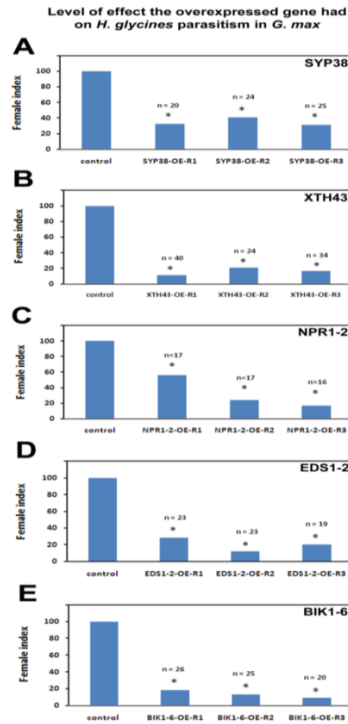 Level of effect the overexpressed gene had
on H. glycines parasitism in G. max
A
SYP38
Female index
100
80
60
40
20
0
n = 20
n = 24
n = 25
*
*
*
control
SYP38-OE-R1
SYP38-OE-R2
SYP38-OE-R3
B
XTH43
Female index
100
80
60
40
20
0
n = 40
n = 24
n = 34
*
*
*
control
XTH43-OE-R1
XTH43-OE-R2
XTH43-OE-R3
C
NPR1-2
Female index
100
80
60
40
20
0
n=17
n=17
n=16
*
*
*
control
NPR1-2-OE-R1
NPR1-2-OE-R2
NPR1-2-OE-R3
D
EDS1-2
Female index
100
80
60
40
20
0
n = 23
n = 23
n = 19
*
*
*
control
EDS1-2-OE-R1
EDS1-2-OE-R2
EDS1-2-OE-R3
E
BIK1-6
Female index
100
80
60
40
20
0
n = 26
n = 25
n = 20
*
*
*
control
BIK1-6-OE-R1
BIK1-6-OE-R2
BIK1-6-OE-R3